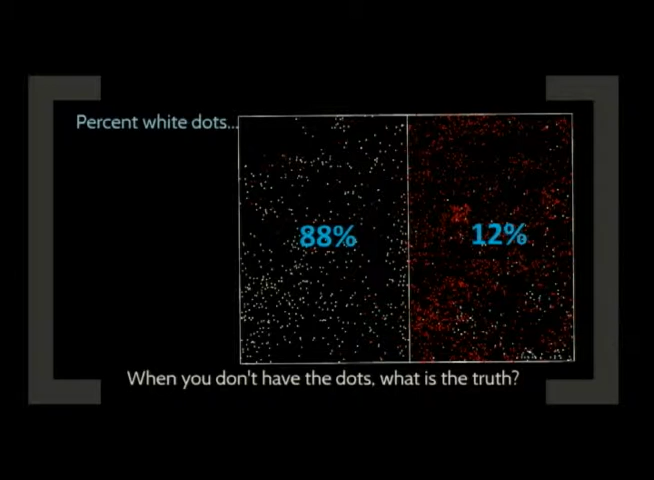 Percent white dots...
88% 12%
When you don't have the dots, what is the truth?